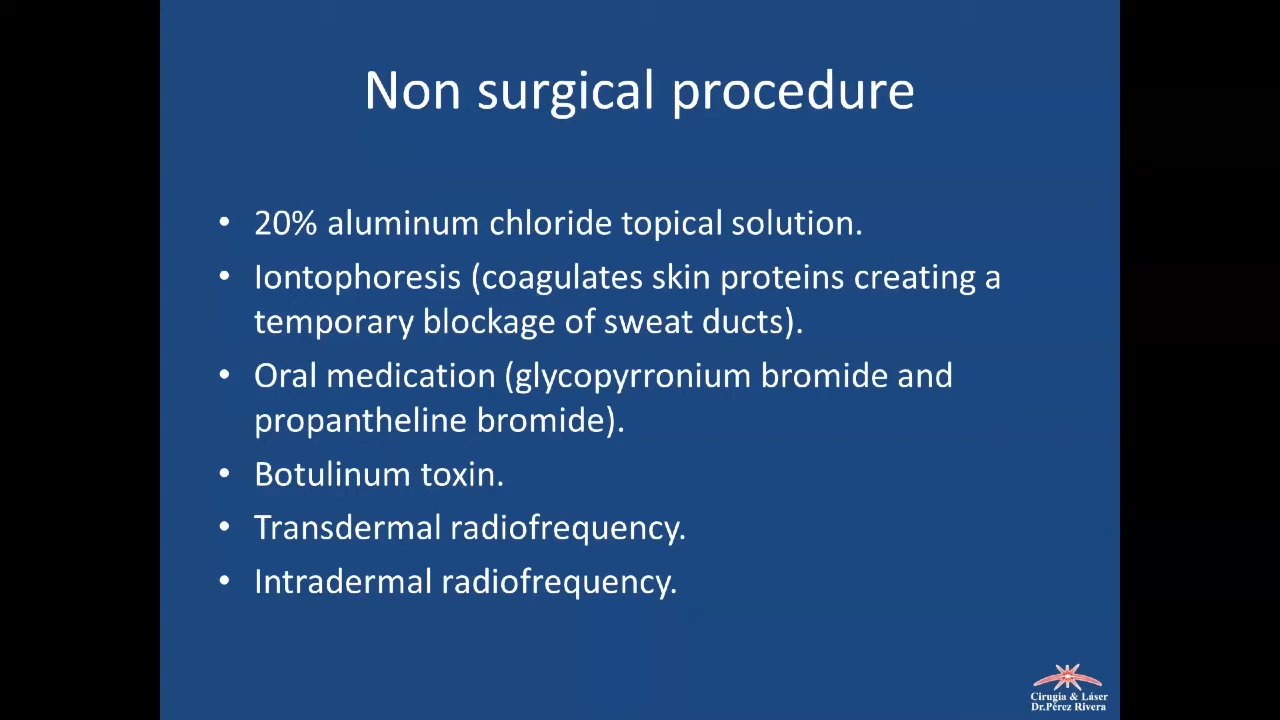 Non surgical procedure
• 20% aluminum chloride topical solution.
• Iontophoresis (coagulates skin proteins creating a
temporary blockage of sweat ducts).
• Oral medication (glycopyrronium bromide and
propantheline bromide).
• Botulinum toxin.
• Transdermal radiofrequency.
• Intradermal radiofrequency.
Cirugía & Láser
Dr.Pérez Rivera